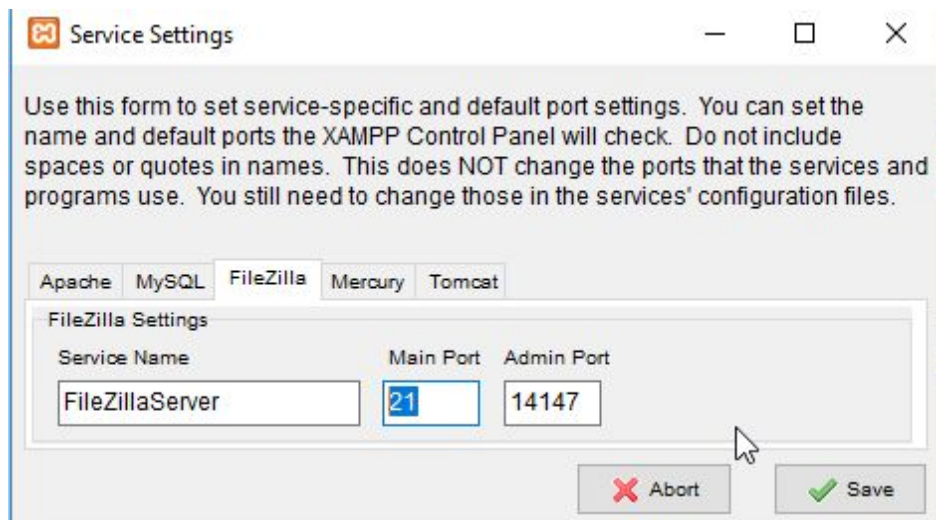 Service Settings
Use this form to set service-specific and default port settings. You can set the
name and default ports the XAMPP Control Panel will check. Do not include
spaces or quotes in names. This does NOT change the ports that the services and
programs use. You still need to change those in the services' configuration files.
Apache MySQL FileZilla Mercury Tomcat
FileZilla Settings
Service Name Main Port Admin Port
FileZillaServer 21 14147
Abort Save